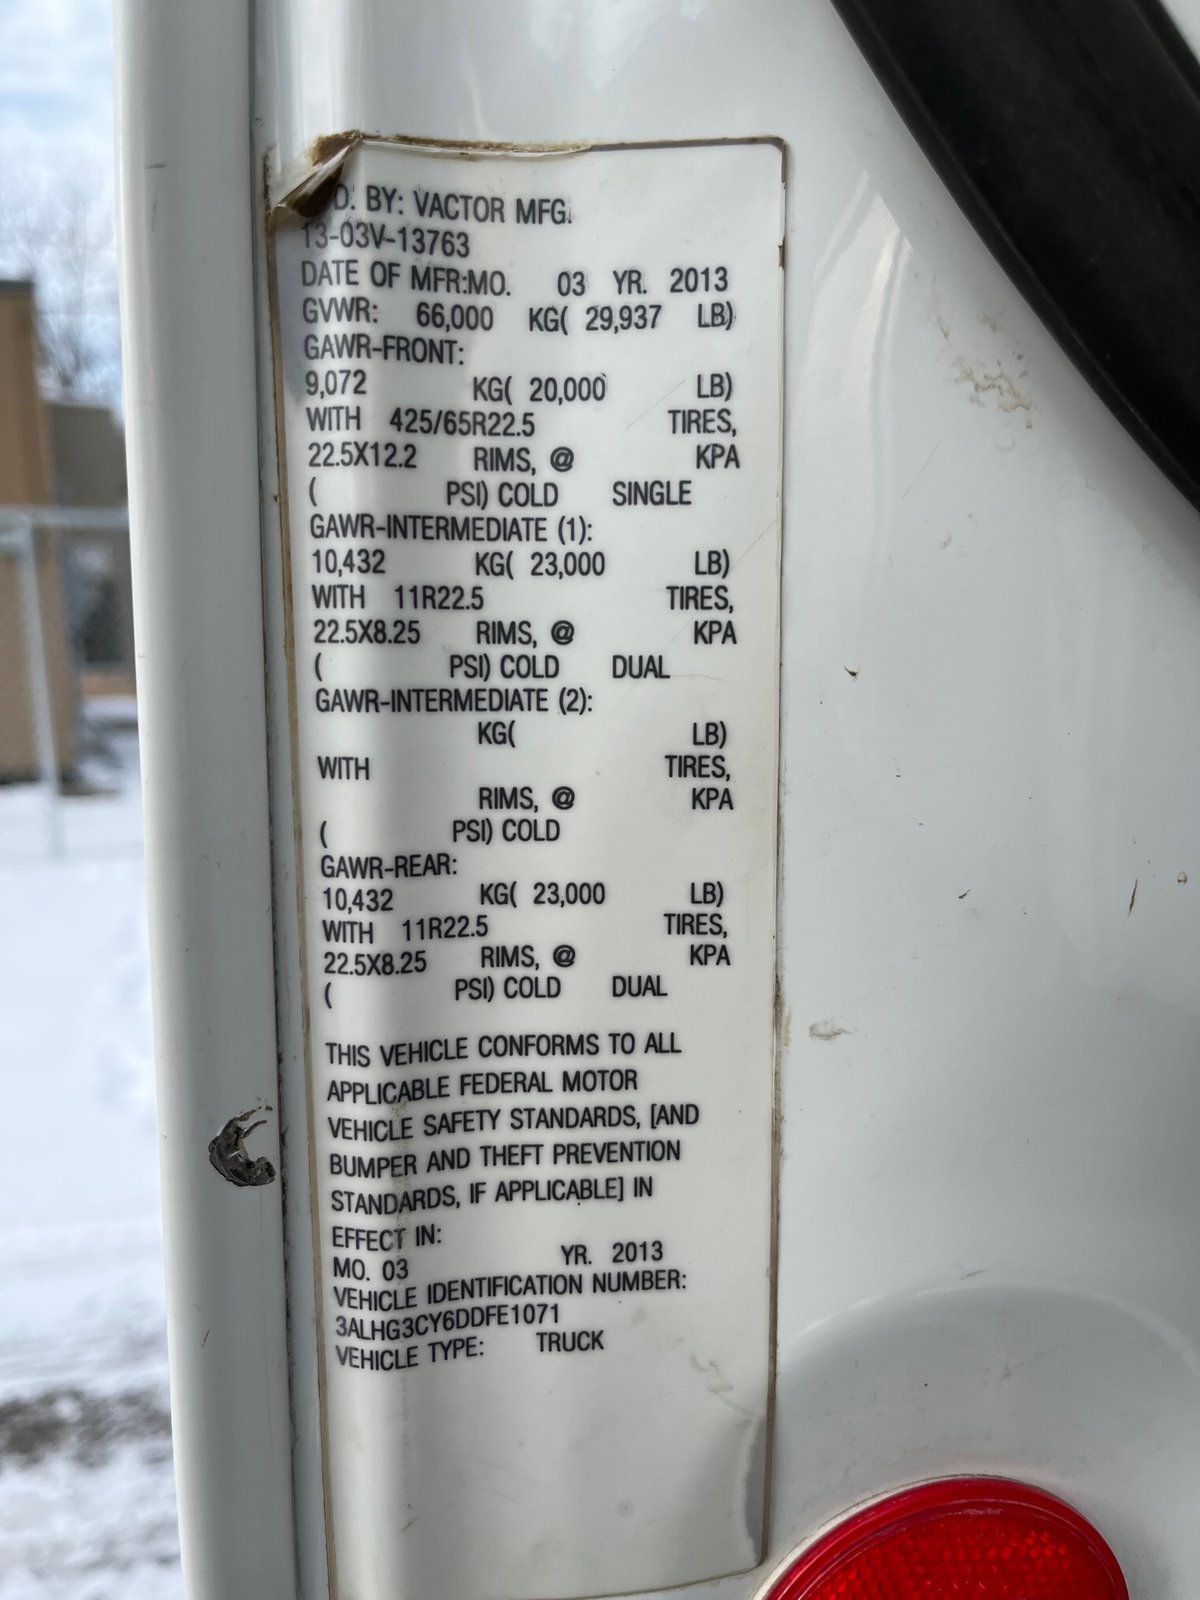 D. BY: VACTOR MFG.
13-03V-13763
DATE OF MFR:MO. 03 YR. 2013
GVWR: 66,000 KG( 29,937 LB)
GAWR-FRONT:
9,072 KG( 20,000 LB)
WITH 425/65R22.5 TIRES,
22.5X12.2 RIMS, @ KPA
( PSI) COLD SINGLE
GAWR-INTERMEDIATE (1):
10,432 KG( 23,000 LB)
WITH 11R22.5 TIRES,
22.5X8.25 RIMS, @ KPA
( PSI) COLD DUAL
GAWR-INTERMEDIATE (2):
KG( LB)
WITH TIRES,
RIMS, @ KPA
( PSI) COLD
GAWR-REAR:
10,432 KG( 23,000 LB)
WITH 11R22.5 TIRES,
22.5X8.25 RIMS, @ KPA
( PSI) COLD DUAL
THIS VEHICLE CONFORMS TO ALL
APPLICABLE FEDERAL MOTOR
VEHICLE SAFETY STANDARDS, [AND
BUMPER AND THEFT PREVENTION
STANDARDS, IF APPLICABLE] IN
EFFECT IN:
MO. 03 YR. 2013
VEHICLE IDENTIFICATION NUMBER:
3ALHG3CY6DDFE1071
VEHICLE TYPE: TRUCK